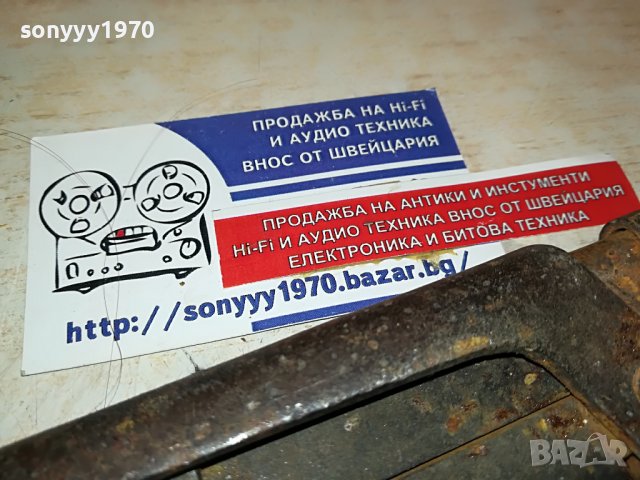 sonyyy1970
ПРОДАЖБА НА Hi-Fi
И АУДИО ТЕХНИКА
ВНОС ОТ ШВЕЙЦАРИЯ
ПРОДАЖБА НА АНТИКИ И ИНСТУМЕНТИ
Hi-Fi И АУДИО ТЕХНИКА ВНОС ОТ ШВЕЙЦАРИЯ
ЕЛЕКТРОНИКА И БИТОВА ТЕХНИКА
http://sonyyy1970.bazar.bg/
BAZAR